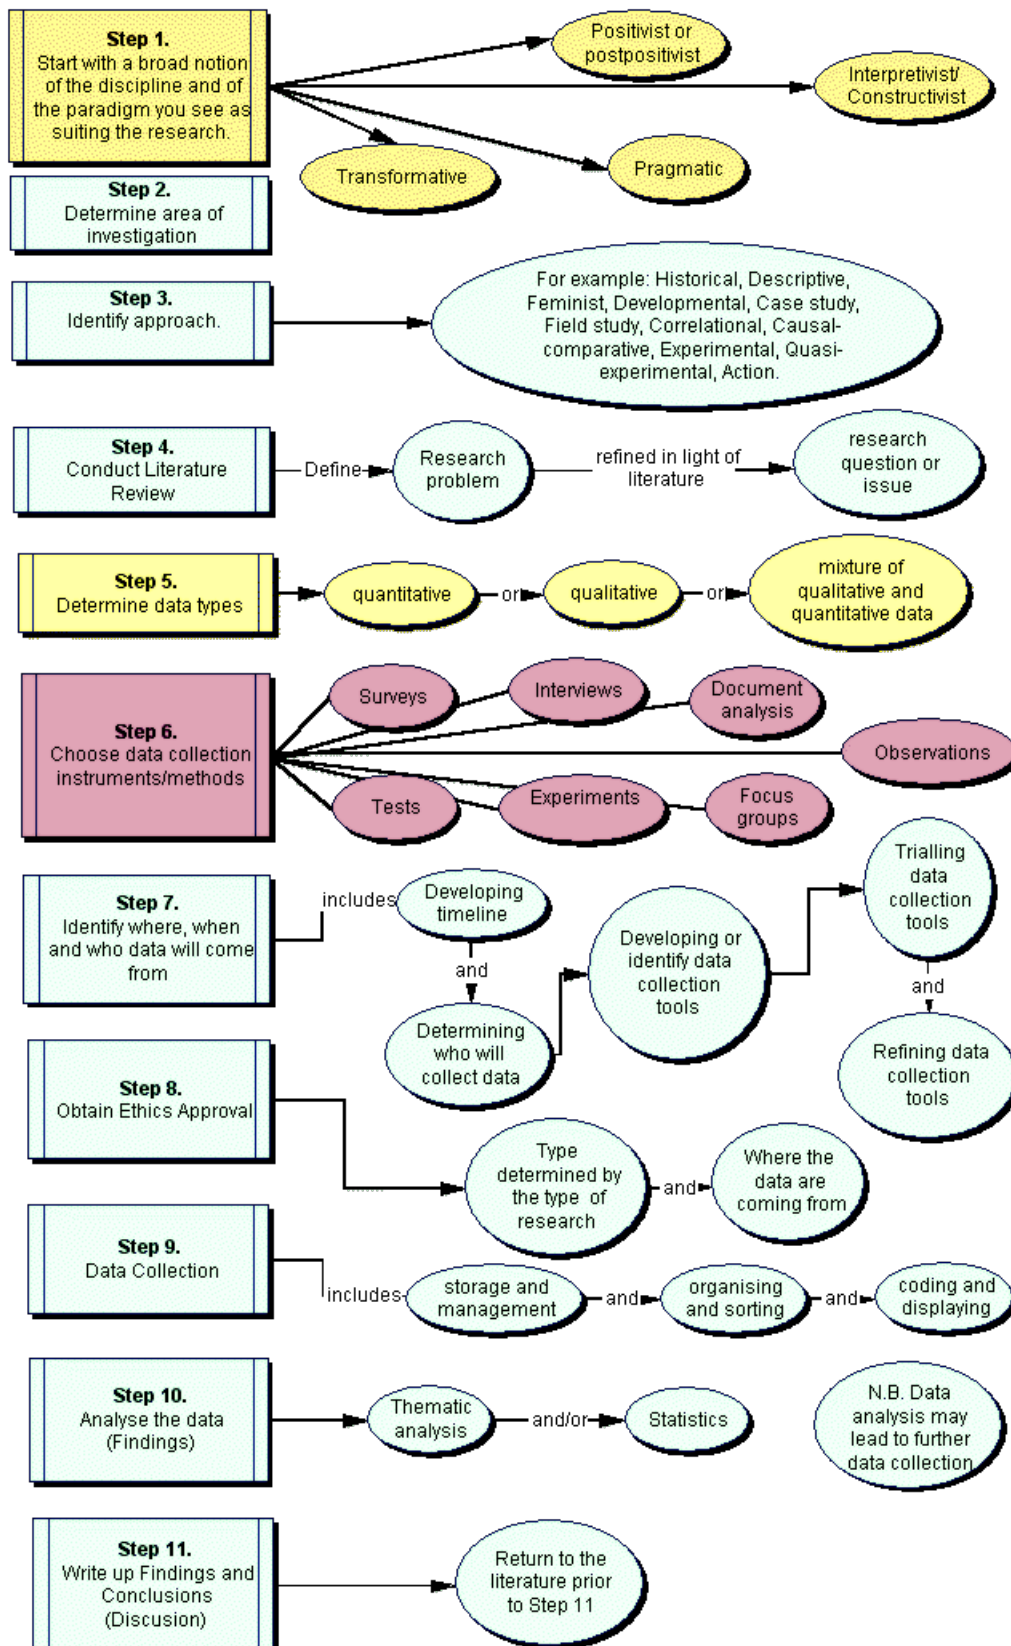 Step 1.
Start with a broad notion
of the discipline and of
the paradigm you see as
suiting the research.
Positivist or
postpositivist
Interpretivist/
Constructivist
Transformative
Pragmatic
Step 2.
Determine area of
investigation
Step 3.
Identify approach.
For example: Historical, Descriptive,
Feminist, Developmental, Case study,
Field study, Correlational, Causal-
comparative, Experimental, Quasi-
experimental, Action.
Step 4.
Conduct Literature
Review
Define
Research
problem
refined in light of
literature
research
question or
issue
Step 5.
Determine data types
quantitative
or
qualitative
or
mixture of
qualitative and
quantitative data
Step 6.
Choose data collection
instruments/methods
Surveys
Interviews
Document
analysis
Observations
Tests
Experiments
Focus
groups
Step 7.
Identify where, when
and who data will come
from
includes
Developing
timeline
and
Determining
who will
collect data
Developing or
identify data
collection
tools
Trialling
data
collection
tools
and
Refining data
collection
tools
Step 8.
Obtain Ethics Approval
Type
determined by
the type of
research
and
Where the
data are
coming from
Step 9.
Data Collection
includes
storage and
management
and
organising
and sorting
and
coding and
displaying
Step 10.
Analyse the data
(Findings)
Thematic
analysis
and/or
Statistics
N.B. Data
analysis may
lead to further
data collection
Step 11.
Write up Findings and
Conclusions
(Discussion)
Return to the
literature prior
to Step 11